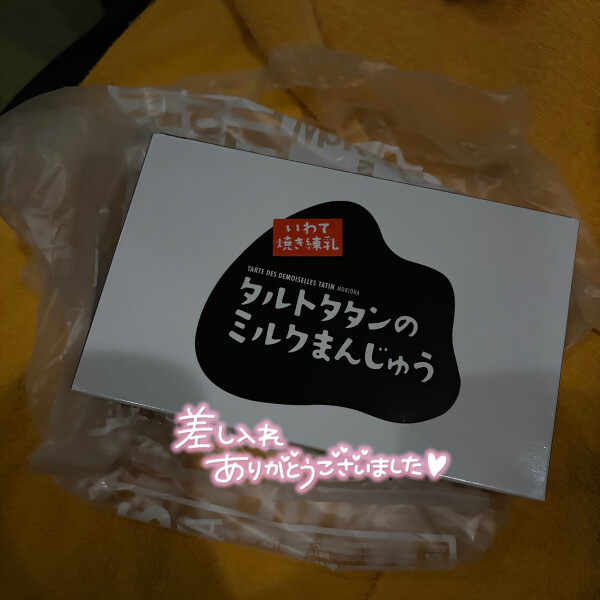 いわて
焼き練乳
TARTE DES DEMOISELLES TATIN MORIOKA
タルトタタンの
ミルクまんじゅう
差し入れ
ありがとうございました♥